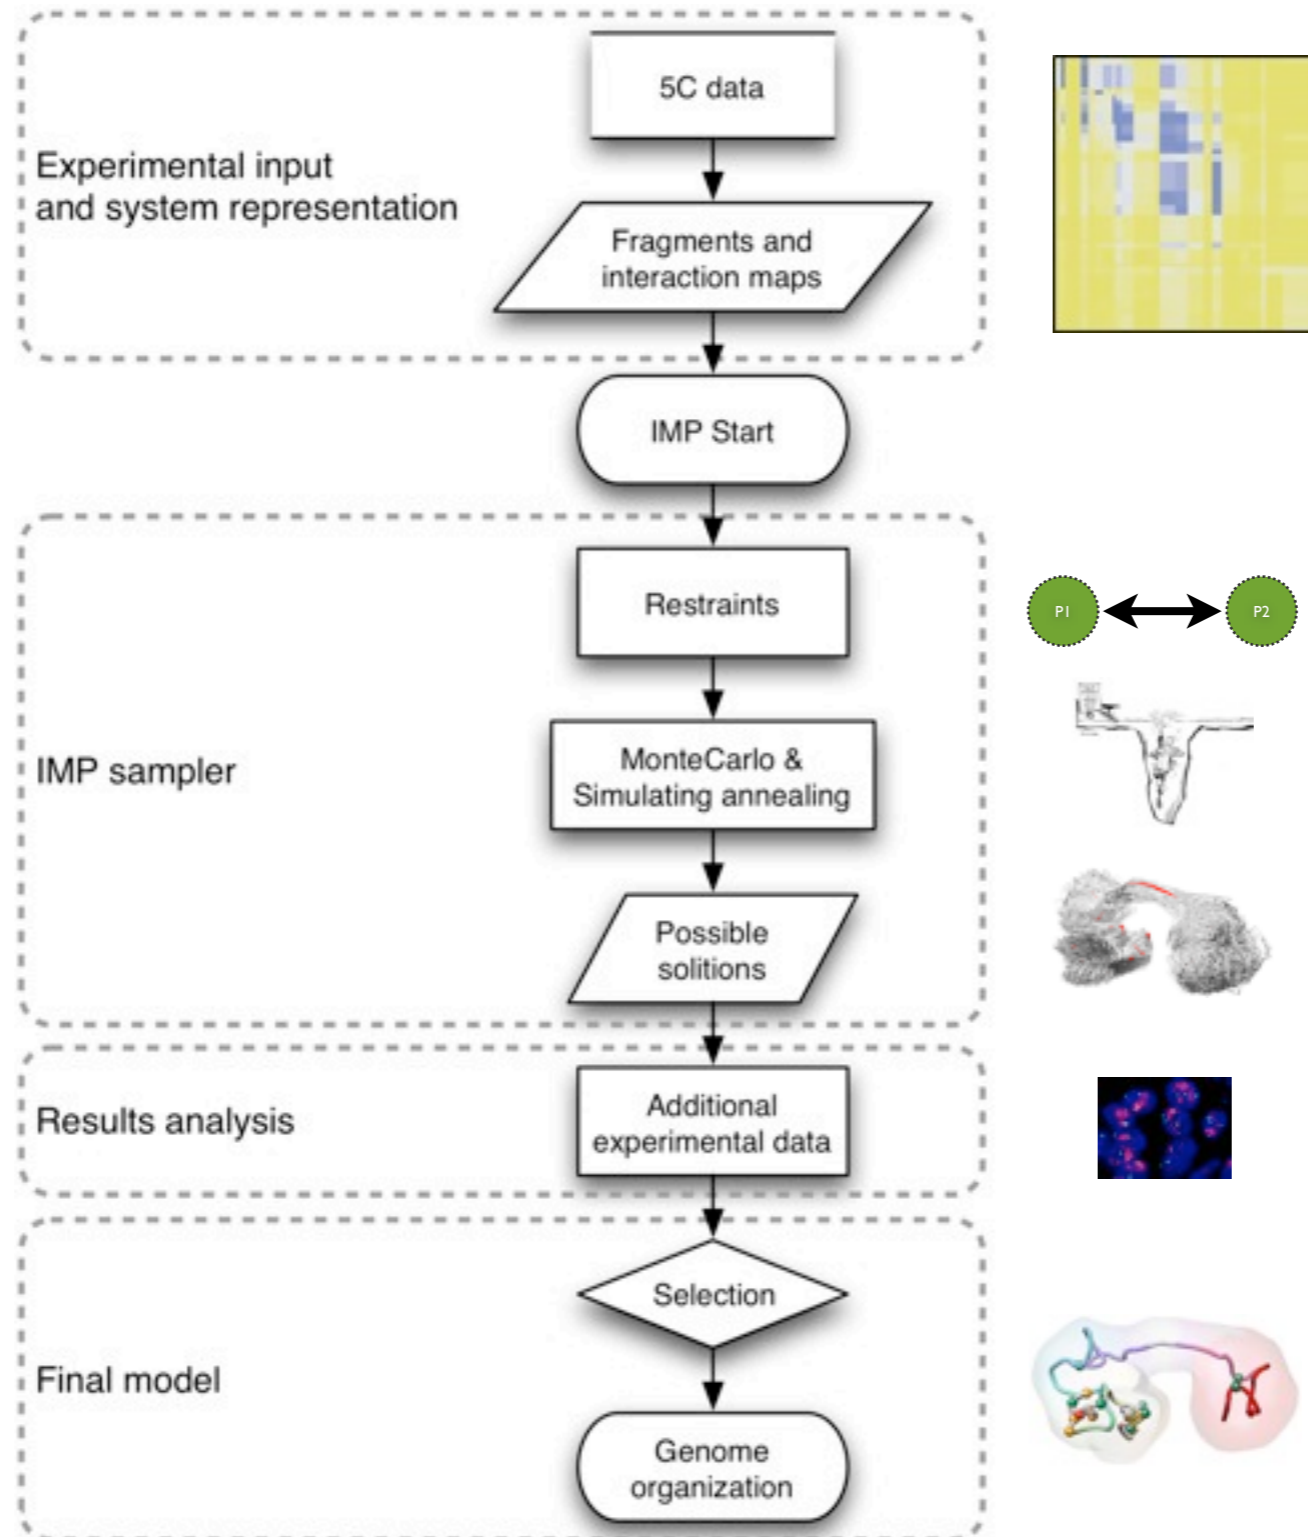 5C data
Experimental input
and system representation
Fragments and
interaction maps
IMP Start
Restraints
P1
P2
IMP sampler
MonteCarlo &
Simulating annealing
Possible
solitions
Results analysis
Additional
experimental data
Selection
Final model
Genome
organization